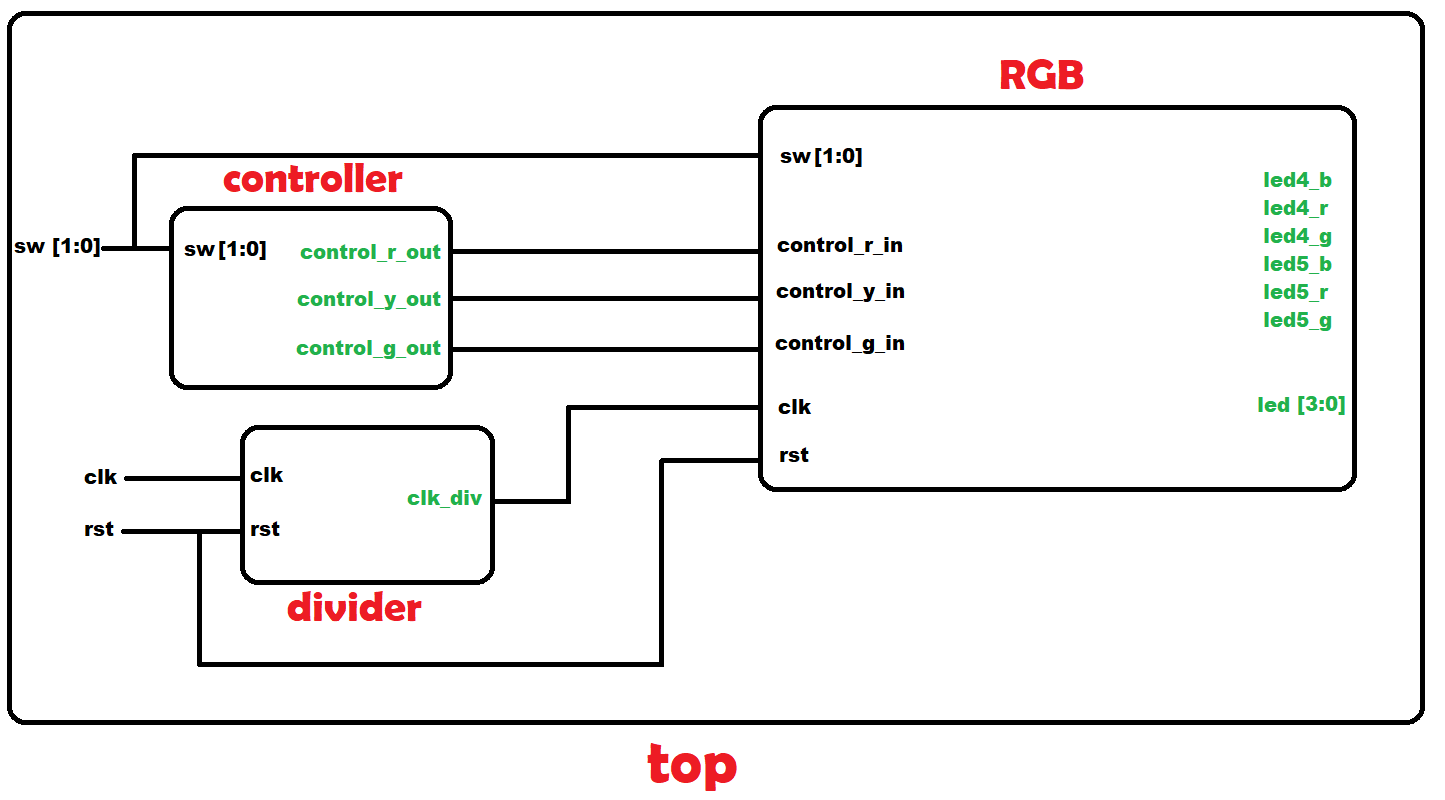 RGB
sw [1:0]
controller
sw [1:0]
sw [1:0]
control_r_out
control_y_out
control_g_out
control_r_in
control_y_in
control_g_in
clk
rst
led4_b
led4_r
led4_g
led5_b
led5_r
led5_g
led [3:0]
clk
rst
clk
rst
clk_div
divider
top